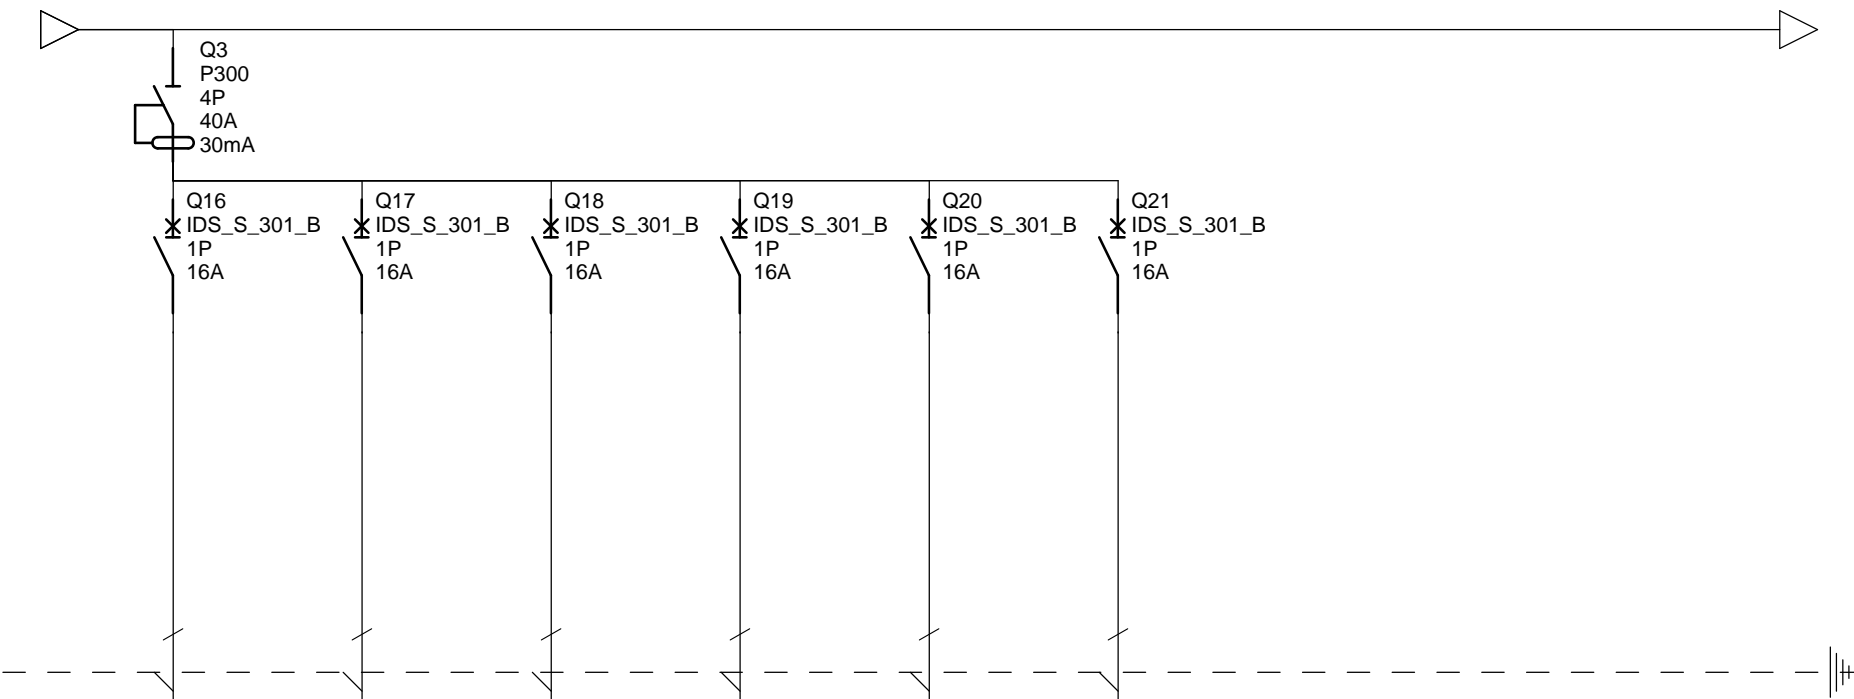 Q3
P300
4P
40A
30mA
Q16
IDS_S_301_B
1P
16A
Q17
IDS_S_301_B
1P
16A
Q18
IDS_S_301_B
1P
16A
Q19
IDS_S_301_B
1P
16A
Q20
IDS_S_301_B
1P
16A
Q21
IDS_S_301_B
1P
16A